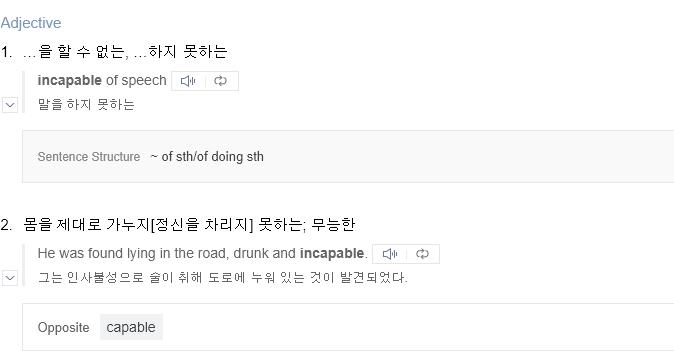 Adjective
1. …을 할 수 없는, …하지 못하는
incapable of speech
말을 하지 못하는
Sentence Structure ~ of sth/of doing sth
2. 몸을 제대로 가누지[정신을 차리지] 못하는; 무능한
He was found lying in the road, drunk and incapable.
그는 인사불성으로 술이 취해 도로에 누워 있는 것이 발견되었다.
Opposite capable